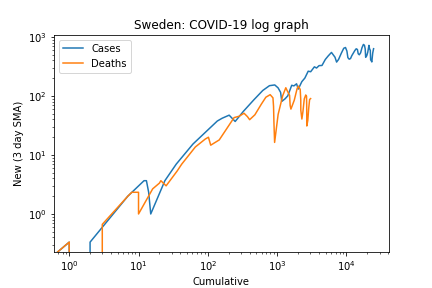 Sweden: COVID-19 log graph
Cases
Deaths
New (3 day SMA)
10³
10²
10¹
10⁰
10⁰ 10¹ 10² 10³ 10⁴
Cumulative